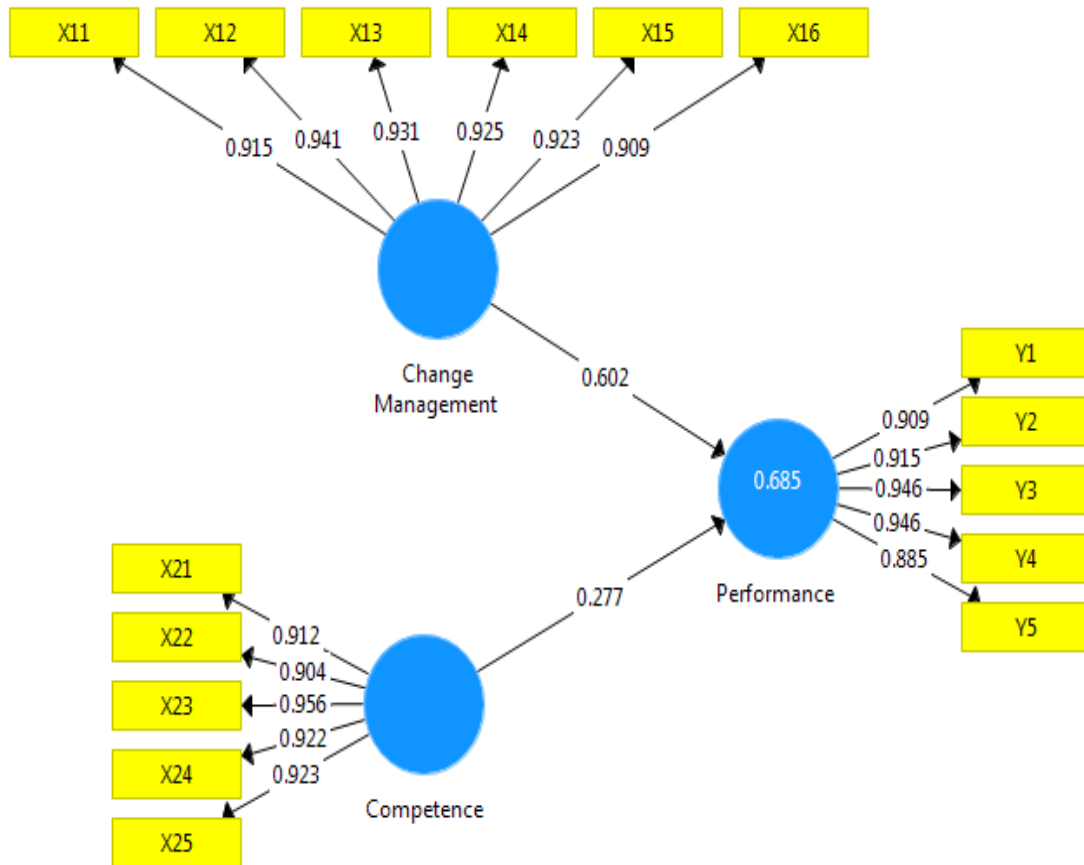 X11
X12
X13
X14
X15
X16
0.915
0.941
0.931
0.925
0.923
0.909
Change
Management
0.602
Y1
0.909
Y2
0.915
0.685
0.946
Y3
0.946
Y4
0.885
Performance
Y5
0.277
X21
0.912
X22
0.904
X23
0.956
0.922
X24
0.923
Competence
X25